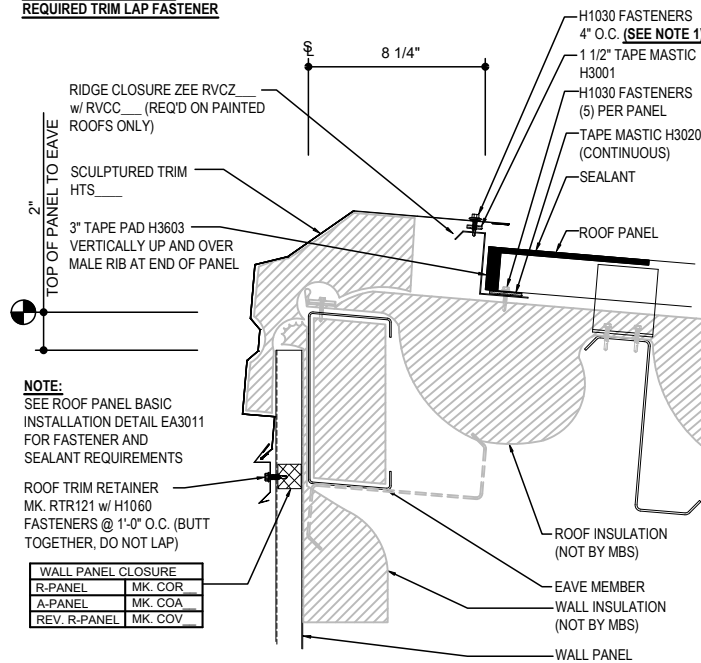 REQUIRED TRIM LAP FASTENER
8 1/4"
RIDGE CLOSURE ZEE RVCZ___
w/ RVCC___ (REQ'D ON PAINTED
ROOFS ONLY)
SCULPTURED TRIM
HTS____
3" TAPE PAD H3603
VERTICALLY UP AND OVER
MALE RIB AT END OF PANEL
2"
TOP OF PANEL TO EAVE
NOTE:
SEE ROOF PANEL BASIC
INSTALLATION DETAIL EA3011
FOR FASTENER AND
SEALANT REQUIREMENTS
ROOF TRIM RETAINER
MK. RTR121 w/ H1060
FASTENERS @ 1'-0" O.C. (BUTT
TOGETHER, DO NOT LAP)
WALL PANEL CLOSURE
R-PANEL MK. COR__
A-PANEL MK. COA__
REV. R-PANEL MK. COV__
H1030 FASTENERS
4" O.C. (SEE NOTE 1)
1 1/2" TAPE MASTIC
H3001
H1030 FASTENERS
(5) PER PANEL
TAPE MASTIC H3020
(CONTINUOUS)
SEALANT
ROOF PANEL
ROOF INSULATION
(NOT BY MBS)
EAVE MEMBER
WALL INSULATION
(NOT BY MBS)
WALL PANEL